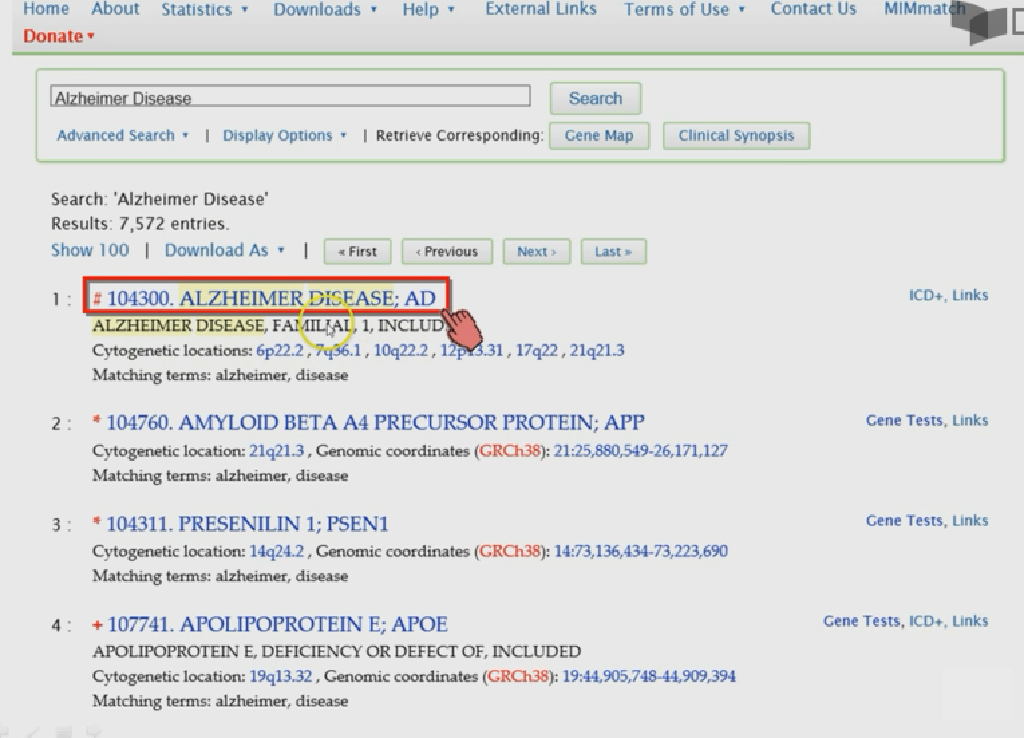 Home About Statistics ▼ Downloads ▼ Help ▼ External Links Terms of Use ▼ Contact Us MIMmatch
Donate ▼
Alzheimer Disease Search
Advanced Search ▼ | Display Options ▼ | Retrieve Corresponding: Gene Map Clinical Synopsis
Search: 'Alzheimer Disease'
Results: 7,572 entries.
Show 100 | Download As ▼ | « First ‹ Previous Next › Last »
1 : # 104300. ALZHEIMER DISEASE; AD ICD+, Links
ALZHEIMER DISEASE, FAMILIAL, 1, INCLUD
Cytogenetic locations: 6p22.2 , 7q36.1 , 10q22.2 , 12p13.31 , 17q22 , 21q21.3
Matching terms: alzheimer, disease
2 : * 104760. AMYLOID BETA A4 PRECURSOR PROTEIN; APP Gene Tests, Links
Cytogenetic location: 21q21.3 , Genomic coordinates (GRCh38): 21:25,880,549-26,171,127
Matching terms: alzheimer, disease
3 : * 104311. PRESENILIN 1; PSEN1 Gene Tests, Links
Cytogenetic location: 14q24.2 , Genomic coordinates (GRCh38): 14:73,136,434-73,223,690
Matching terms: alzheimer, disease
4 : + 107741. APOLIPOPROTEIN E; APOE Gene Tests, ICD+, Links
APOLIPOPROTEIN E, DEFICIENCY OR DEFECT OF, INCLUDED
Cytogenetic location: 19q13.32 , Genomic coordinates (GRCh38): 19:44,905,748-44,909,394
Matching terms: alzheimer, disease